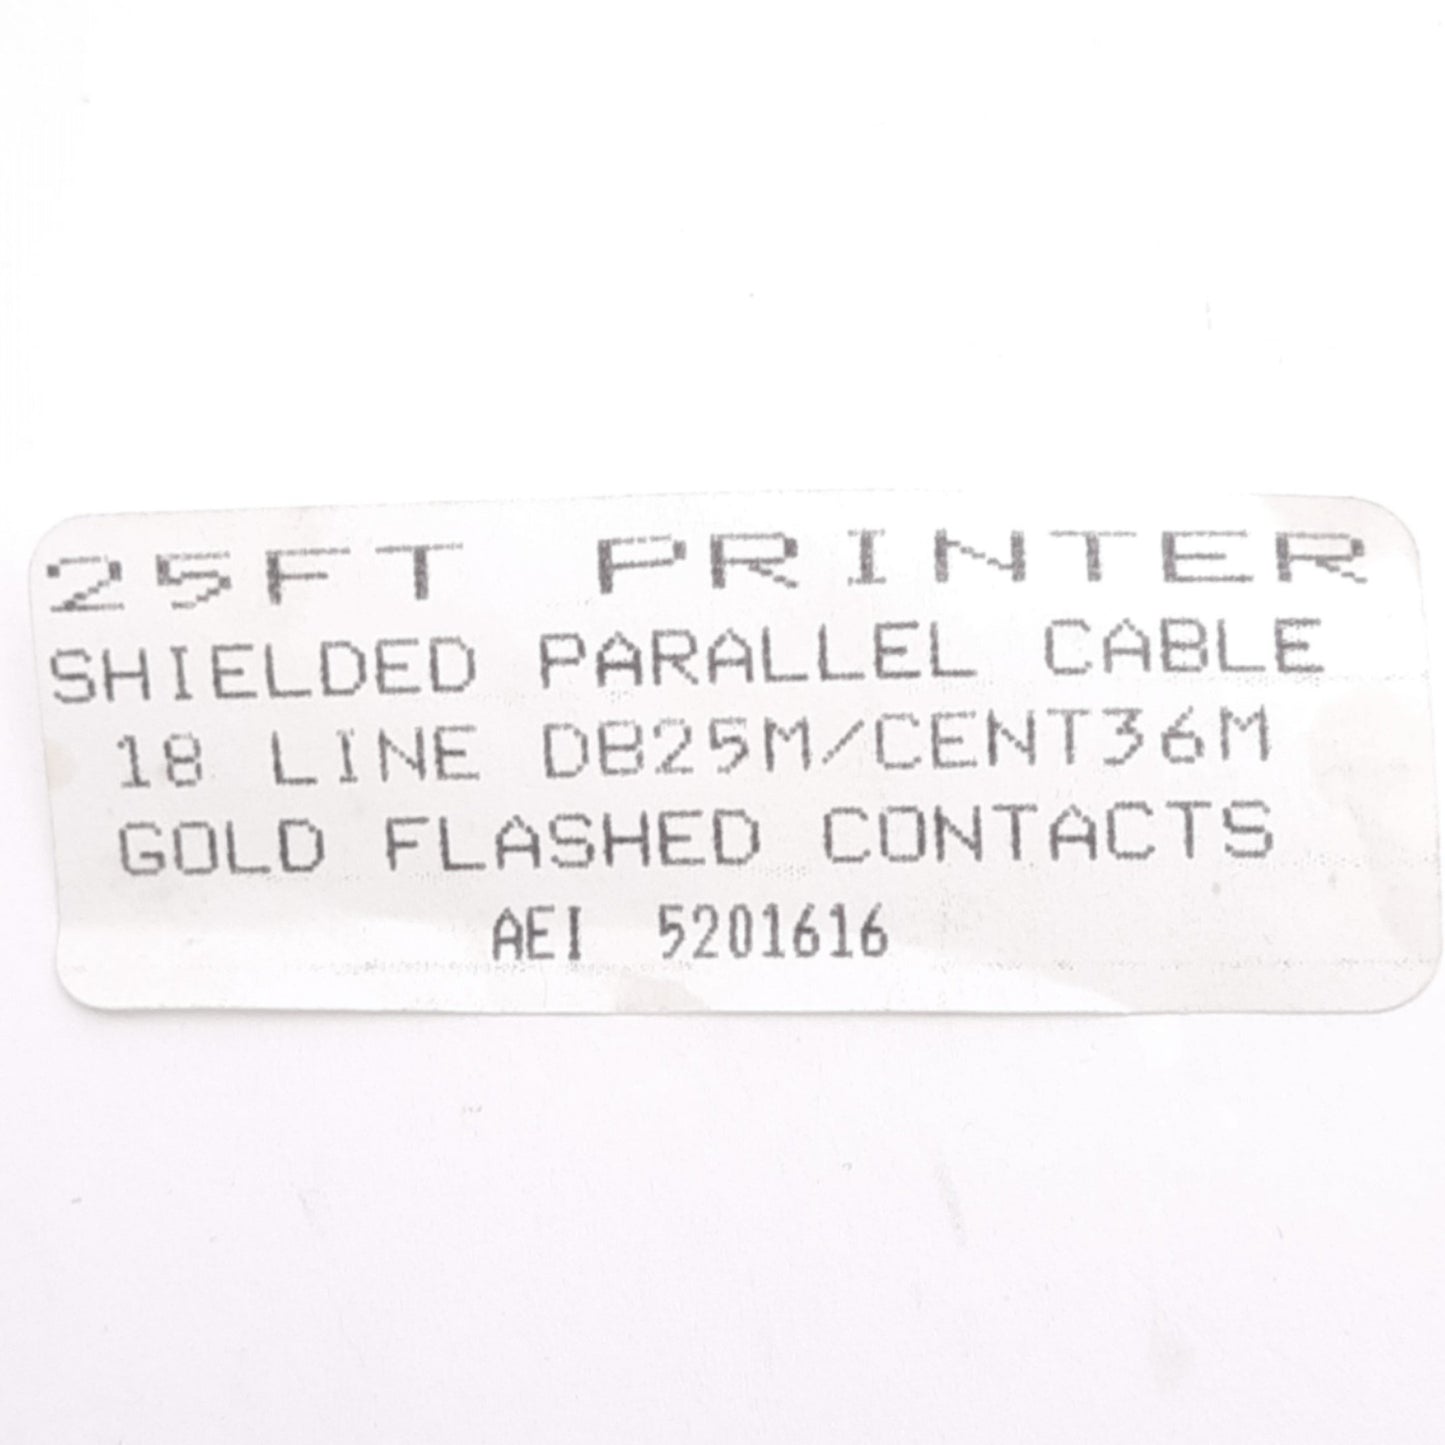 25FT PRINTER
SHIELDED PARALLEL CABLE
18 LINE DB25M/CENT36M
GOLD FLASHED CONTACTS
AEI 5201616